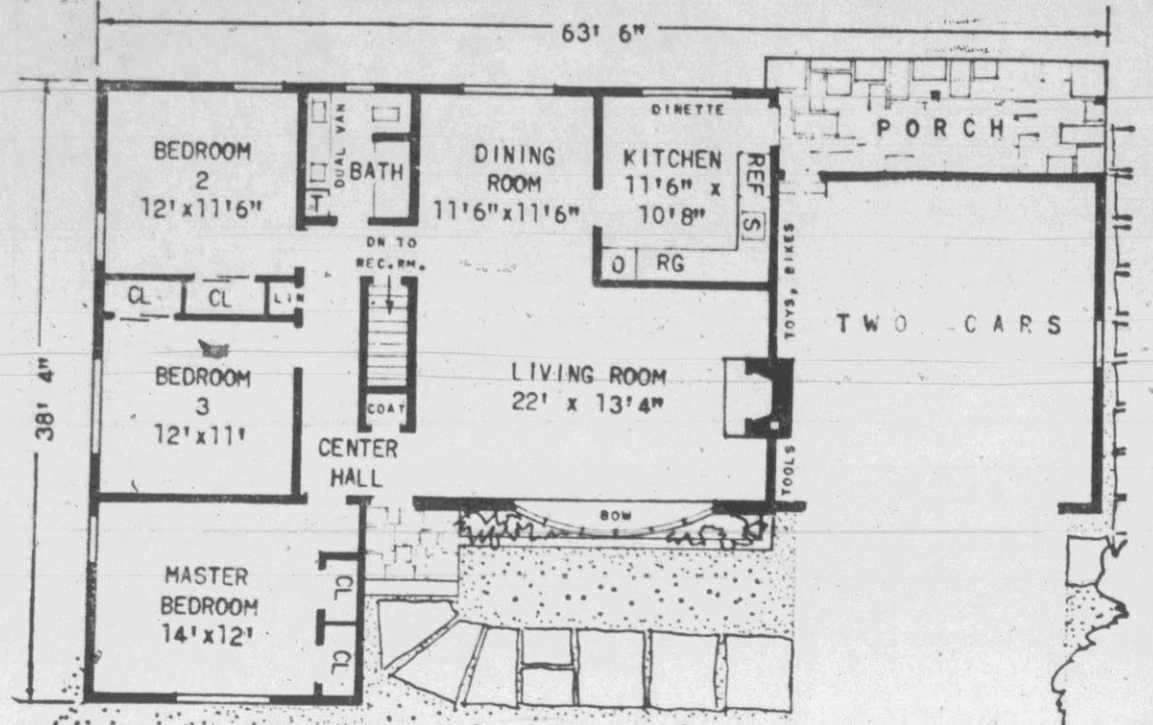 63' 6"
38' 4"
BEDROOM
2
12'x11'6"
DUAL VAN
BATH
DINING
ROOM
11'6"x11'6"
DINETTE
KITCHEN
11'6" x
10'8"
REF
S
O
RG
PORCH
DN TO
REC.RM.
CL
CL
LIN
TOYS, BIKES
TWO CARS
BEDROOM
3
12'x11'
LIVING ROOM
22' x 13'4"
COAT
CENTER
HALL
TOOLS
BOW
MASTER
BEDROOM
14'x12'
CL
CL